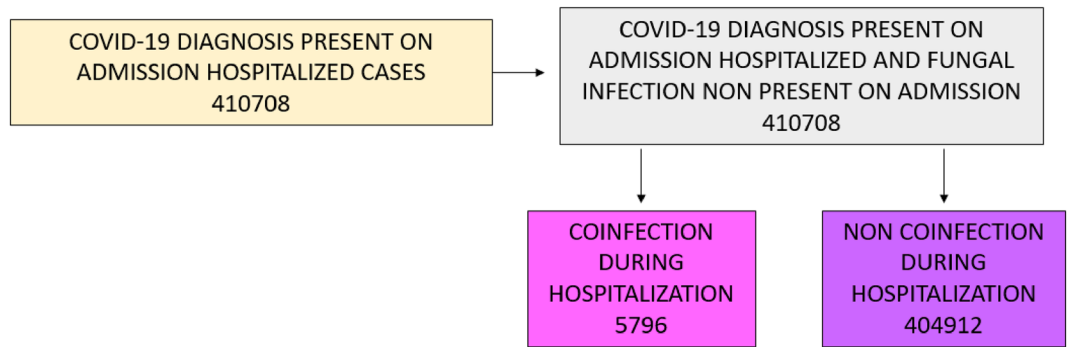 COVID-19 DIAGNOSIS PRESENT ON
ADMISSION HOSPITALIZED CASES
410708
COVID-19 DIAGNOSIS PRESENT ON
ADMISSION HOSPITALIZED AND FUNGAL
INFECTION NON PRESENT ON ADMISSION
410708
COINFECTION
DURING
HOSPITALIZATION
5796
NON COINFECTION
DURING
HOSPITALIZATION
404912